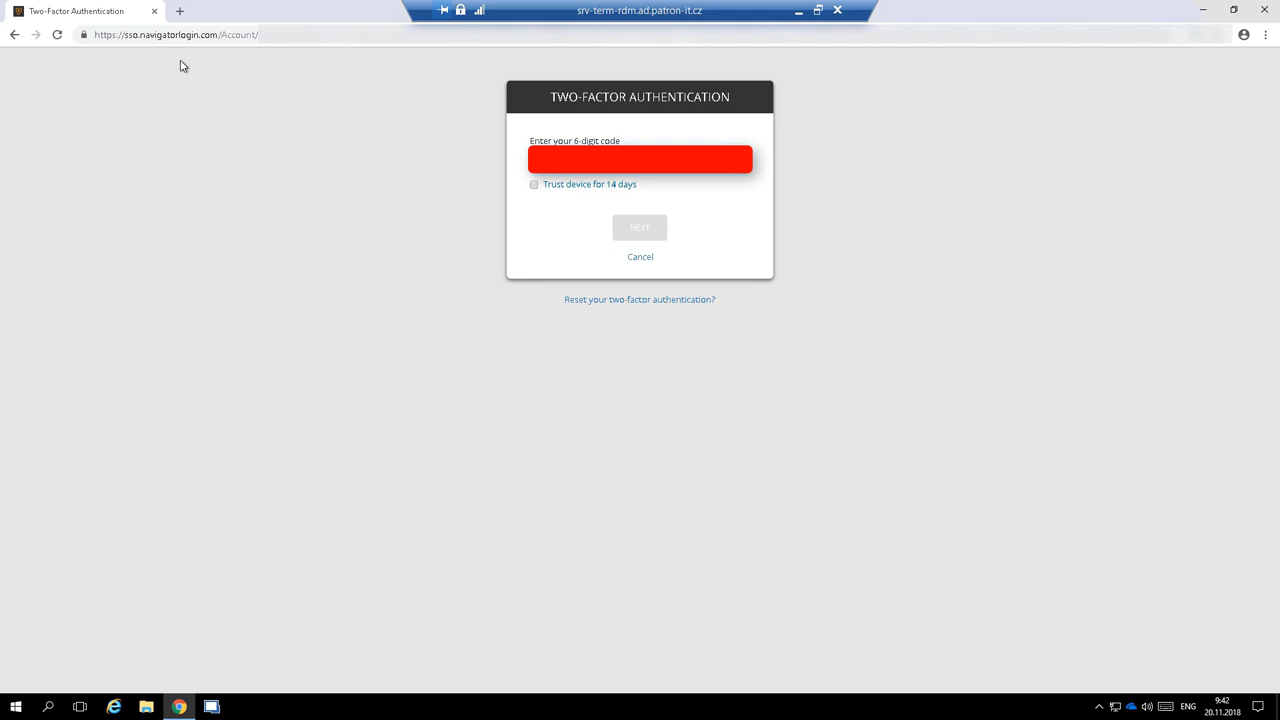 Two-Factor Authentication
srv-term-rdm.ad.patron-it.cz
https://sso.navigatorlogin.com/Account/
TWO-FACTOR AUTHENTICATION
Enter your 6-digit code
Trust device for 14 days
NEXT
Cancel
Reset your two-factor authentication?
ENG
9:42
20.11.2018